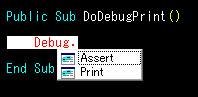 Public Sub DoDebugPrint()
Debug.
Assert
Print
End Sub